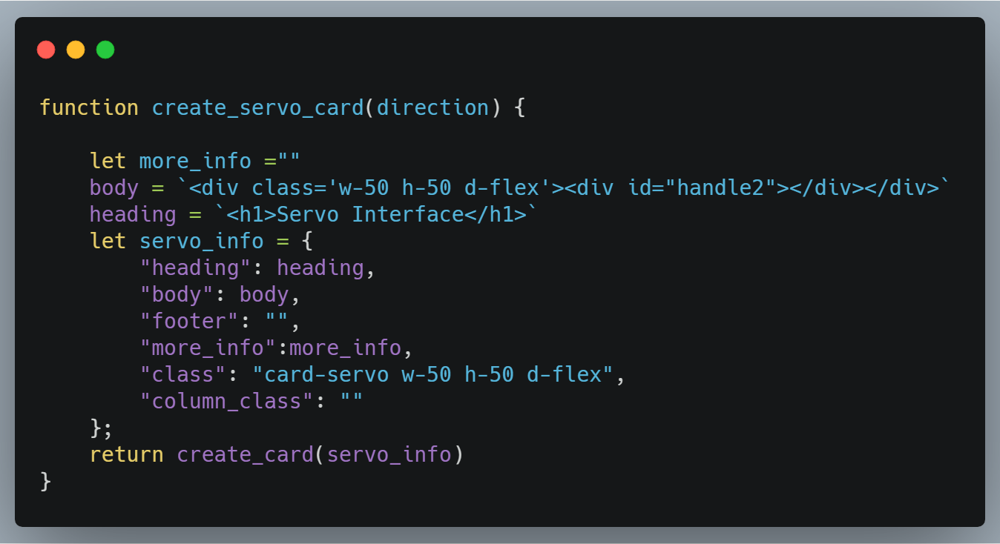 function create_servo_card(direction) {
    let more_info =""
    body = `<div class='w-50 h-50 d-flex'><div id="handle2"></div></div>`
    heading = `<h1>Servo Interface</h1>`
    let servo_info = {
        "heading": heading,
        "body": body,
        "footer": "",
        "more_info":more_info,
        "class": "card-servo w-50 h-50 d-flex",
        "column_class": ""
    };
    return create_card(servo_info)
}